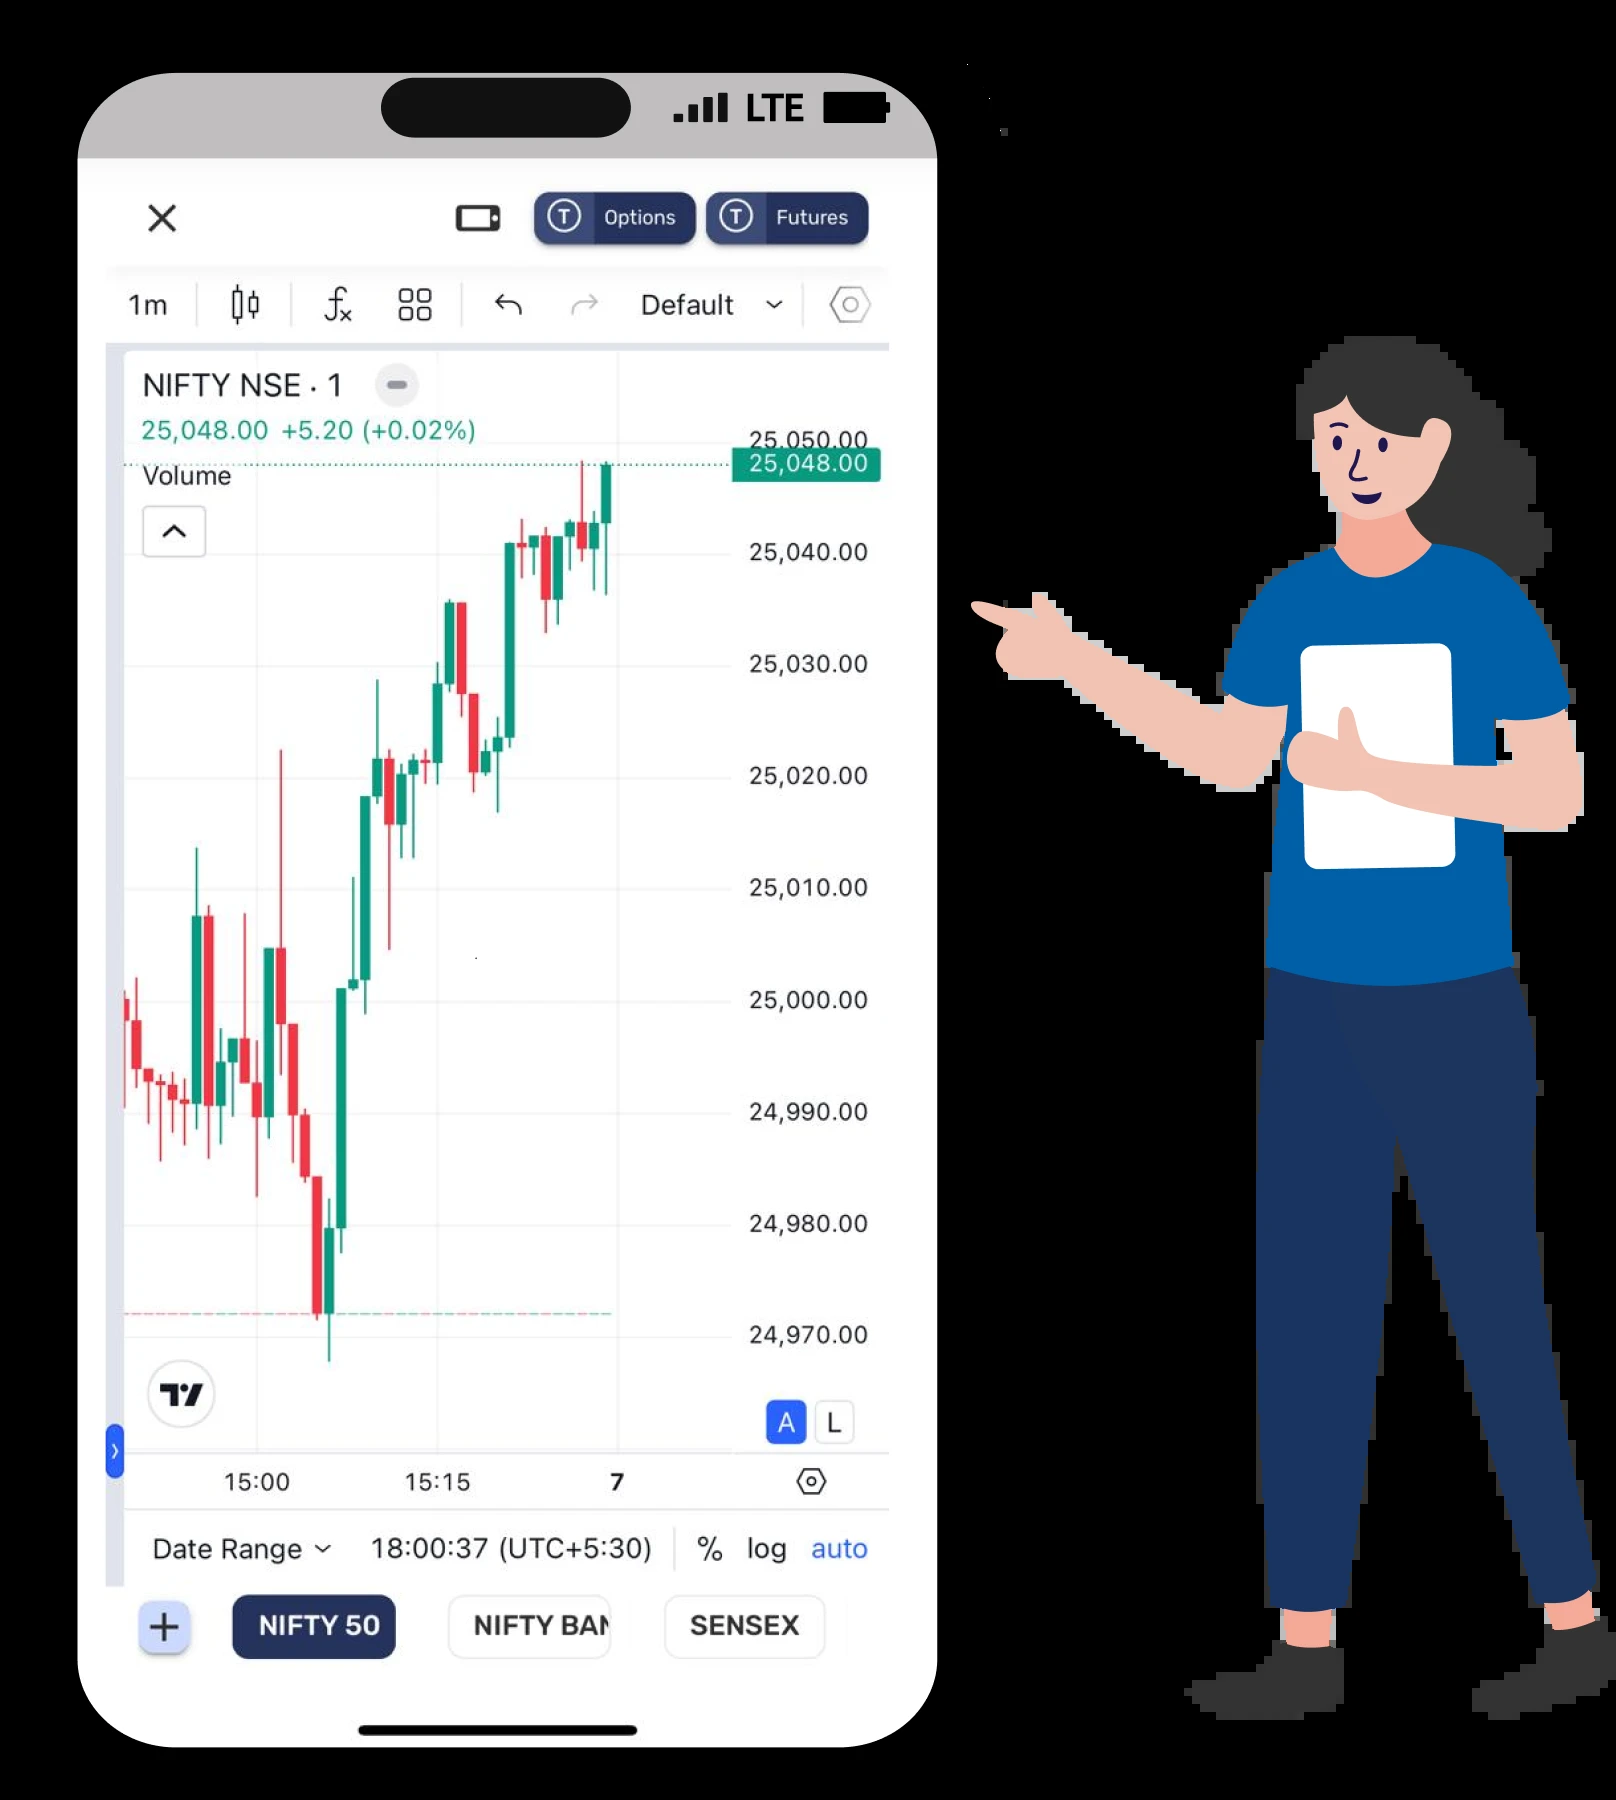 LTE
T Options T Futures
1m Default
NIFTY NSE · 1
25,048.00 +5.20 (+0.02%)
Volume
25,050.00
25,048.00
25,040.00
25,030.00
25,020.00
25,010.00
25,000.00
24,990.00
24,980.00
24,970.00
A L
15:00 15:15 7
Date Range 18:00:37 (UTC+5:30) % log auto
+ NIFTY 50 NIFTY BAN SENSEX